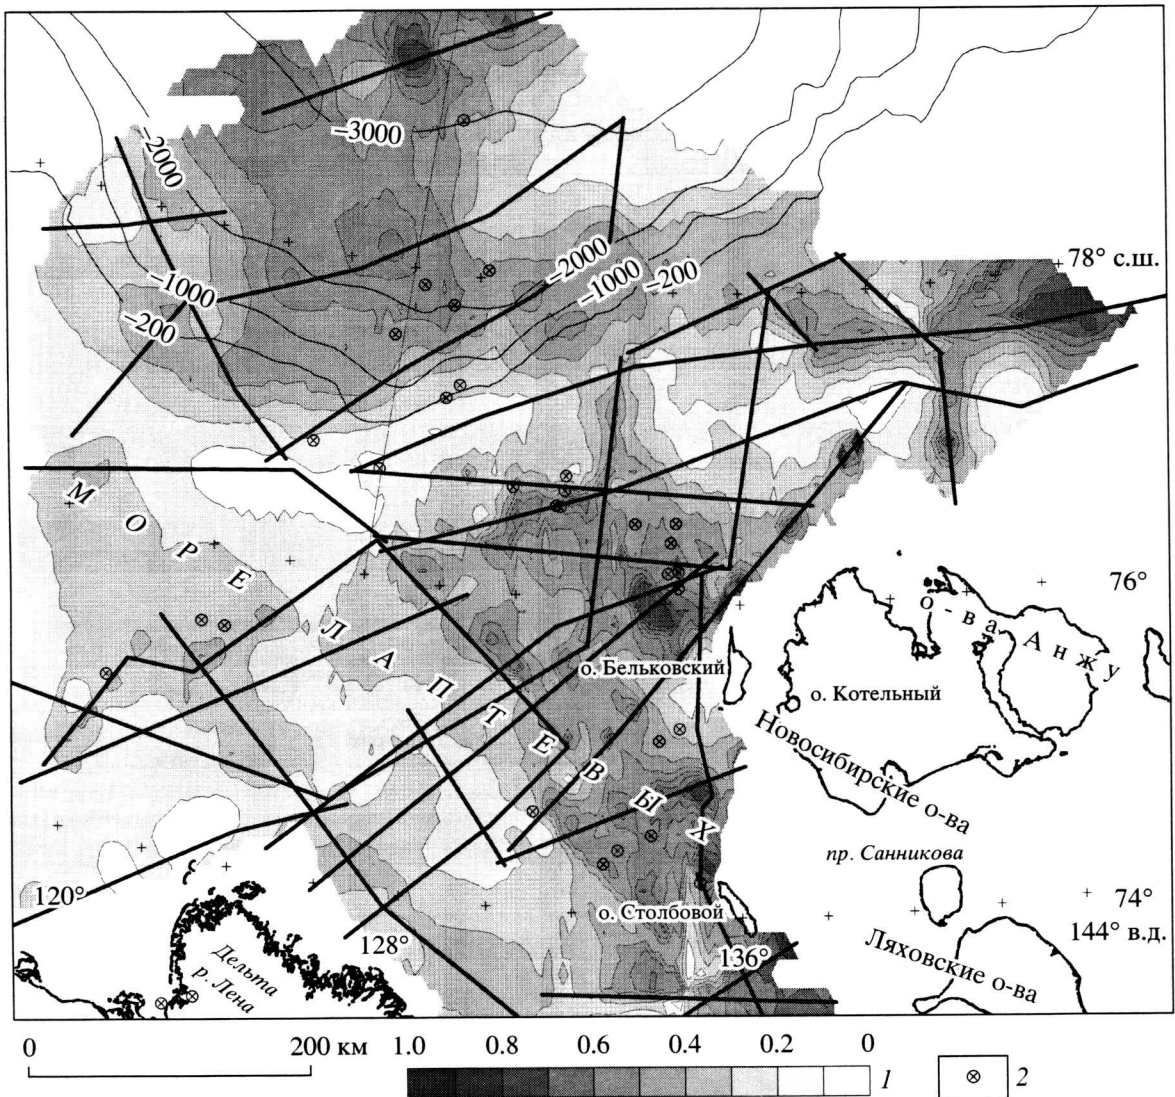 –3000
–2000
78° с.ш.
–2000
–1000
–200
–1000
–200
МОРЕ ЛАПТЕВЫХ
76°
о-ва Анжу
о. Бельковский
о. Котельный
Новосибирские о-ва
пр. Санникова
120°
74°
о. Столбовой
144° в.д.
128°
136°
Ляховские о-ва
Дельта
р. Лена
0
200 км
1.0
0.8
0.6
0.4
0.2
0
1
2